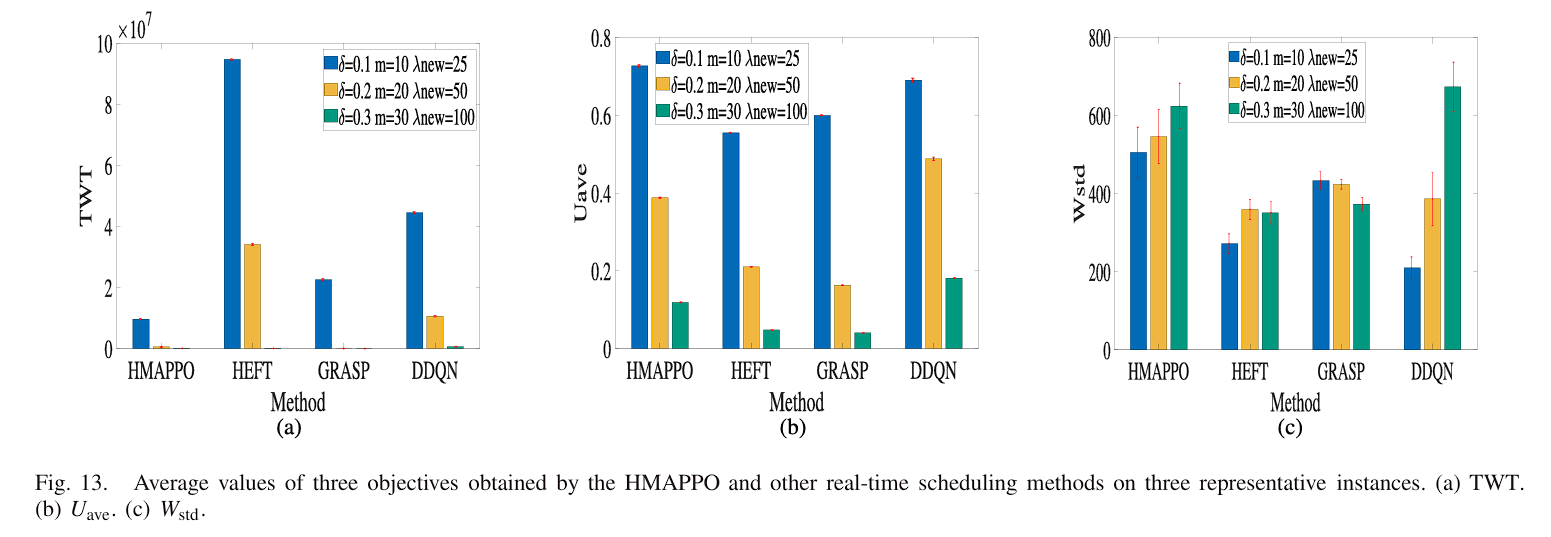 ×10⁷
10
8
6
4
2
0
TWT
δ=0.1 m=10 λnew=25
δ=0.2 m=20 λnew=50
δ=0.3 m=30 λnew=100
HMAPPO HEFT GRASP DDQN
Method
(a)
0.8
0.6
0.4
0.2
0
Uave
δ=0.1 m=10 λnew=25
δ=0.2 m=20 λnew=50
δ=0.3 m=30 λnew=100
HMAPPO HEFT GRASP DDQN
Method
(b)
800
600
400
200
0
Wstd
δ=0.1 m=10 λnew=25
δ=0.2 m=20 λnew=50
δ=0.3 m=30 λnew=100
HMAPPO HEFT GRASP DDQN
Method
(c)
Fig. 13. Average values of three objectives obtained by the HMAPPO and other real-time scheduling methods on three representative instances. (a) TWT.
(b) Uave. (c) Wstd.